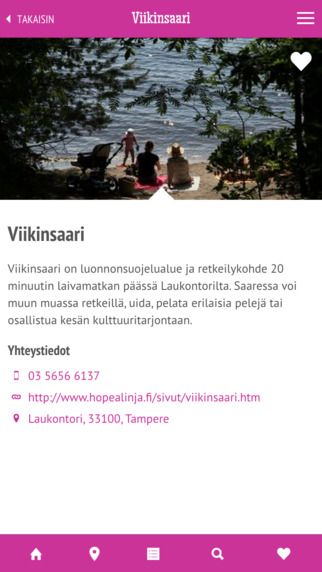 TAKAISIN
Viikinsaari
Viikinsaari
Viikinsaari on luonnonsuojelualue ja retkeilykohde 20
minuutin laivamatkan päässä Laukontorilta. Saaressa voi
muun muassa retkeillä, uida, pelata erilaisia pelejä tai
osallistua kesän kulttuuritarjontaan.
Yhteystiedot
03 5656 6137
http://www.hopealinja.fi/sivut/viikinsaari.htm
Laukontori, 33100, Tampere